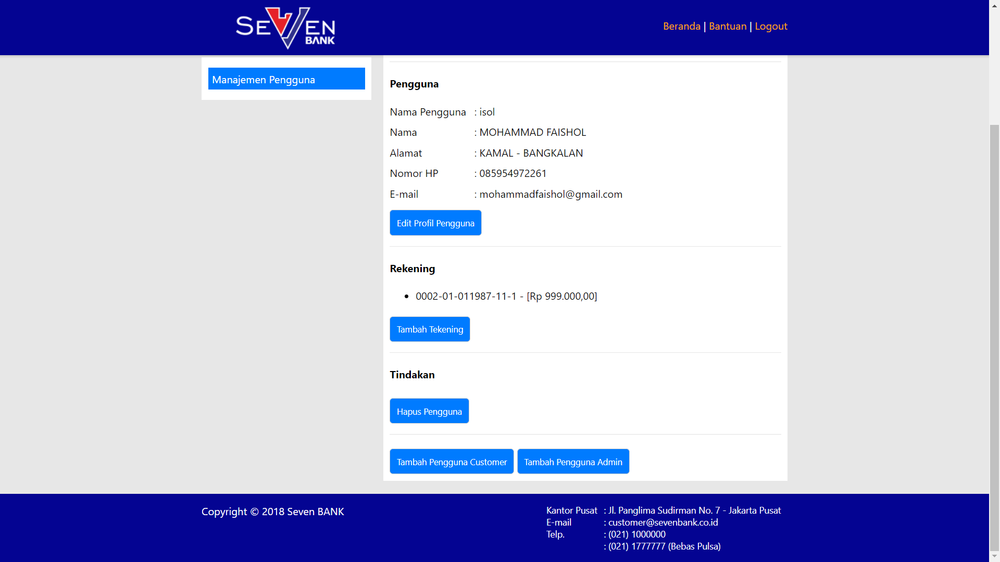 SEVEN BANK
Beranda | Bantuan | Logout
Manajemen Pengguna
Pengguna
Nama Pengguna : isol
Nama : MOHAMMAD FAISHOL
Alamat : KAMAL - BANGKALAN
Nomor HP : 085954972261
E-mail : mohammadfaishol@gmail.com
Edit Profil Pengguna
Rekening
• 0002-01-011987-11-1 - [Rp 999.000,00]
Tambah Tekening
Tindakan
Hapus Pengguna
Tambah Pengguna Customer Tambah Pengguna Admin
Copyright © 2018 Seven BANK
Kantor Pusat : Jl. Panglima Sudirman No. 7 - Jakarta Pusat
E-mail : customer@sevenbank.co.id
Telp. : (021) 1000000
: (021) 1777777 (Bebas Pulsa)